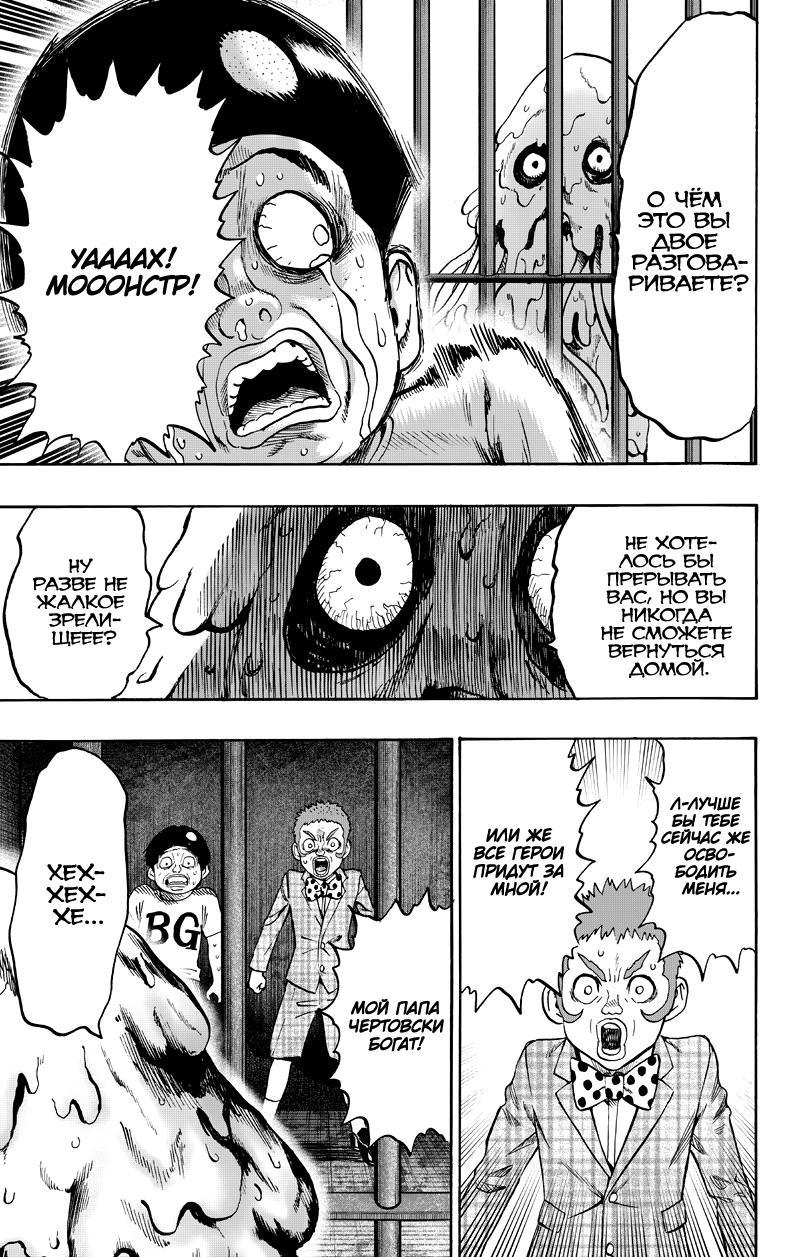 О ЧЁМ
ЭТО ВЫ
ДВОЕ
РАЗГОВА-
РИВАЕТЕ?
УААААХ!
МОООНСТР!
НЕ ХОТЕ-
ЛОСЬ БЫ
ПРЕРЫВАТЬ
ВАС, НО ВЫ
НИКОГДА
НЕ СМОЖЕТЕ
ВЕРНУТЬСЯ
ДОМОЙ.
НУ
РАЗВЕ НЕ
ЖАЛКОЕ
ЗРЕЛИ-
ЩЕЕЕ?
Л-ЛУЧШЕ
БЫ ТЕБЕ
СЕЙЧАС ЖЕ
ОСВО-
БОДИТЬ
МЕНЯ...
ИЛИ ЖЕ
ВСЕ ГЕРОИ
ПРИДУТ ЗА
МНОЙ!
МОЙ ПАПА
ЧЕРТОВСКИ
БОГАТ!
BG
ХЕХ-
ХЕХ-
ХЕ...